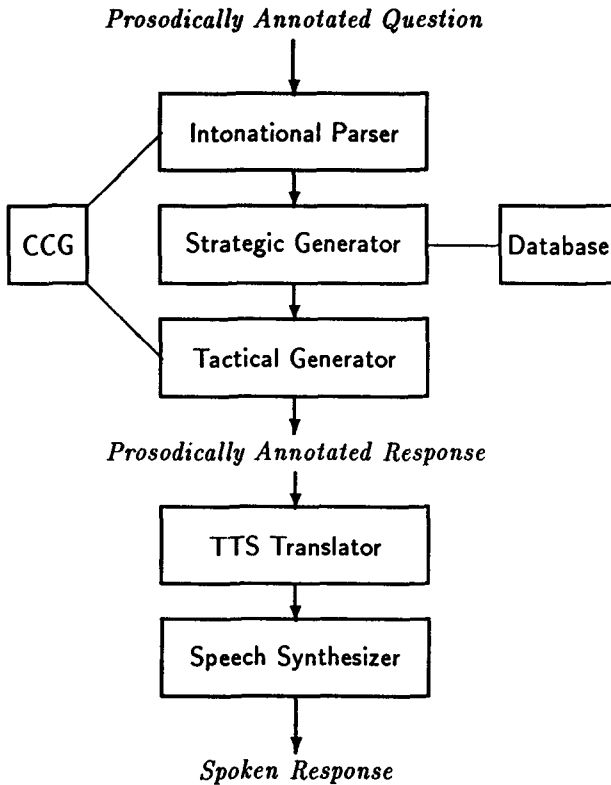 Prosodically Annotated Question
Intonational Parser
CCG
Strategic Generator
Database
Tactical Generator
Prosodically Annotated Response
TTS Translator
Speech Synthesizer
Spoken Response